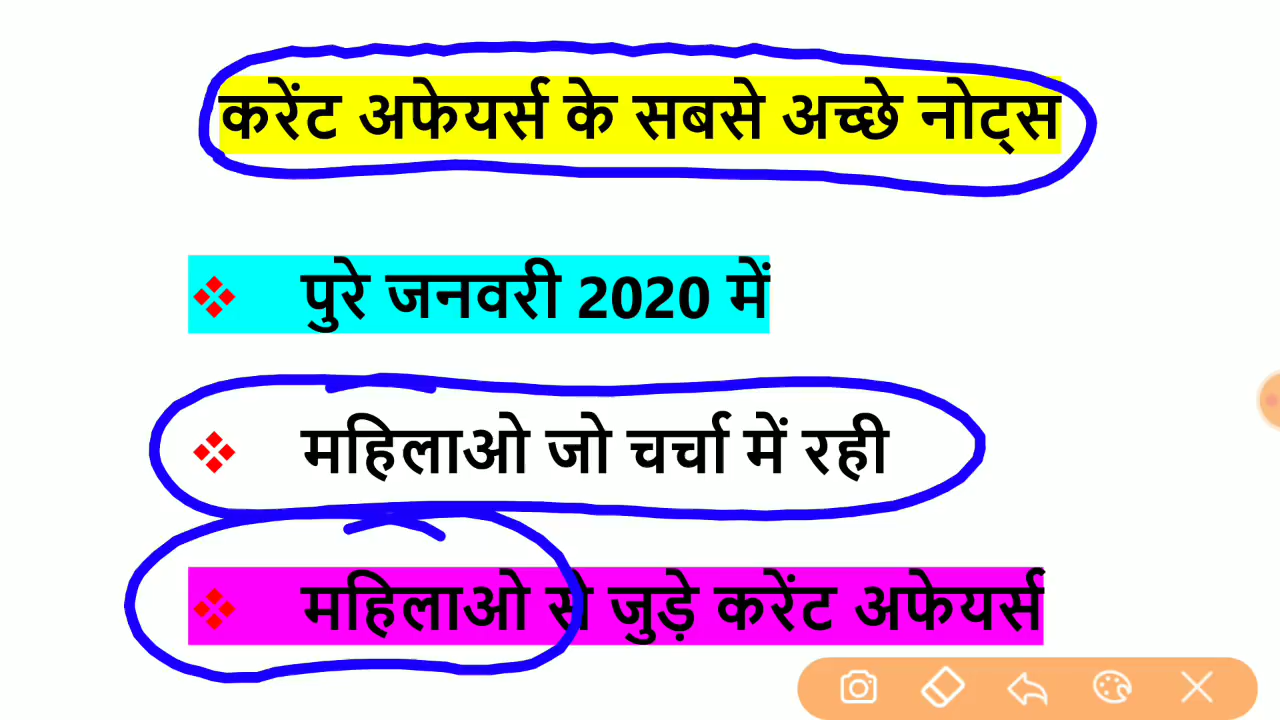 करेंट अफेयर्स के सबसे अच्छे नोट्स
पुरे जनवरी 2020 में
महिलाओ जो चर्चा में रही
महिलाओ से जुड़े करेंट अफेयर्स